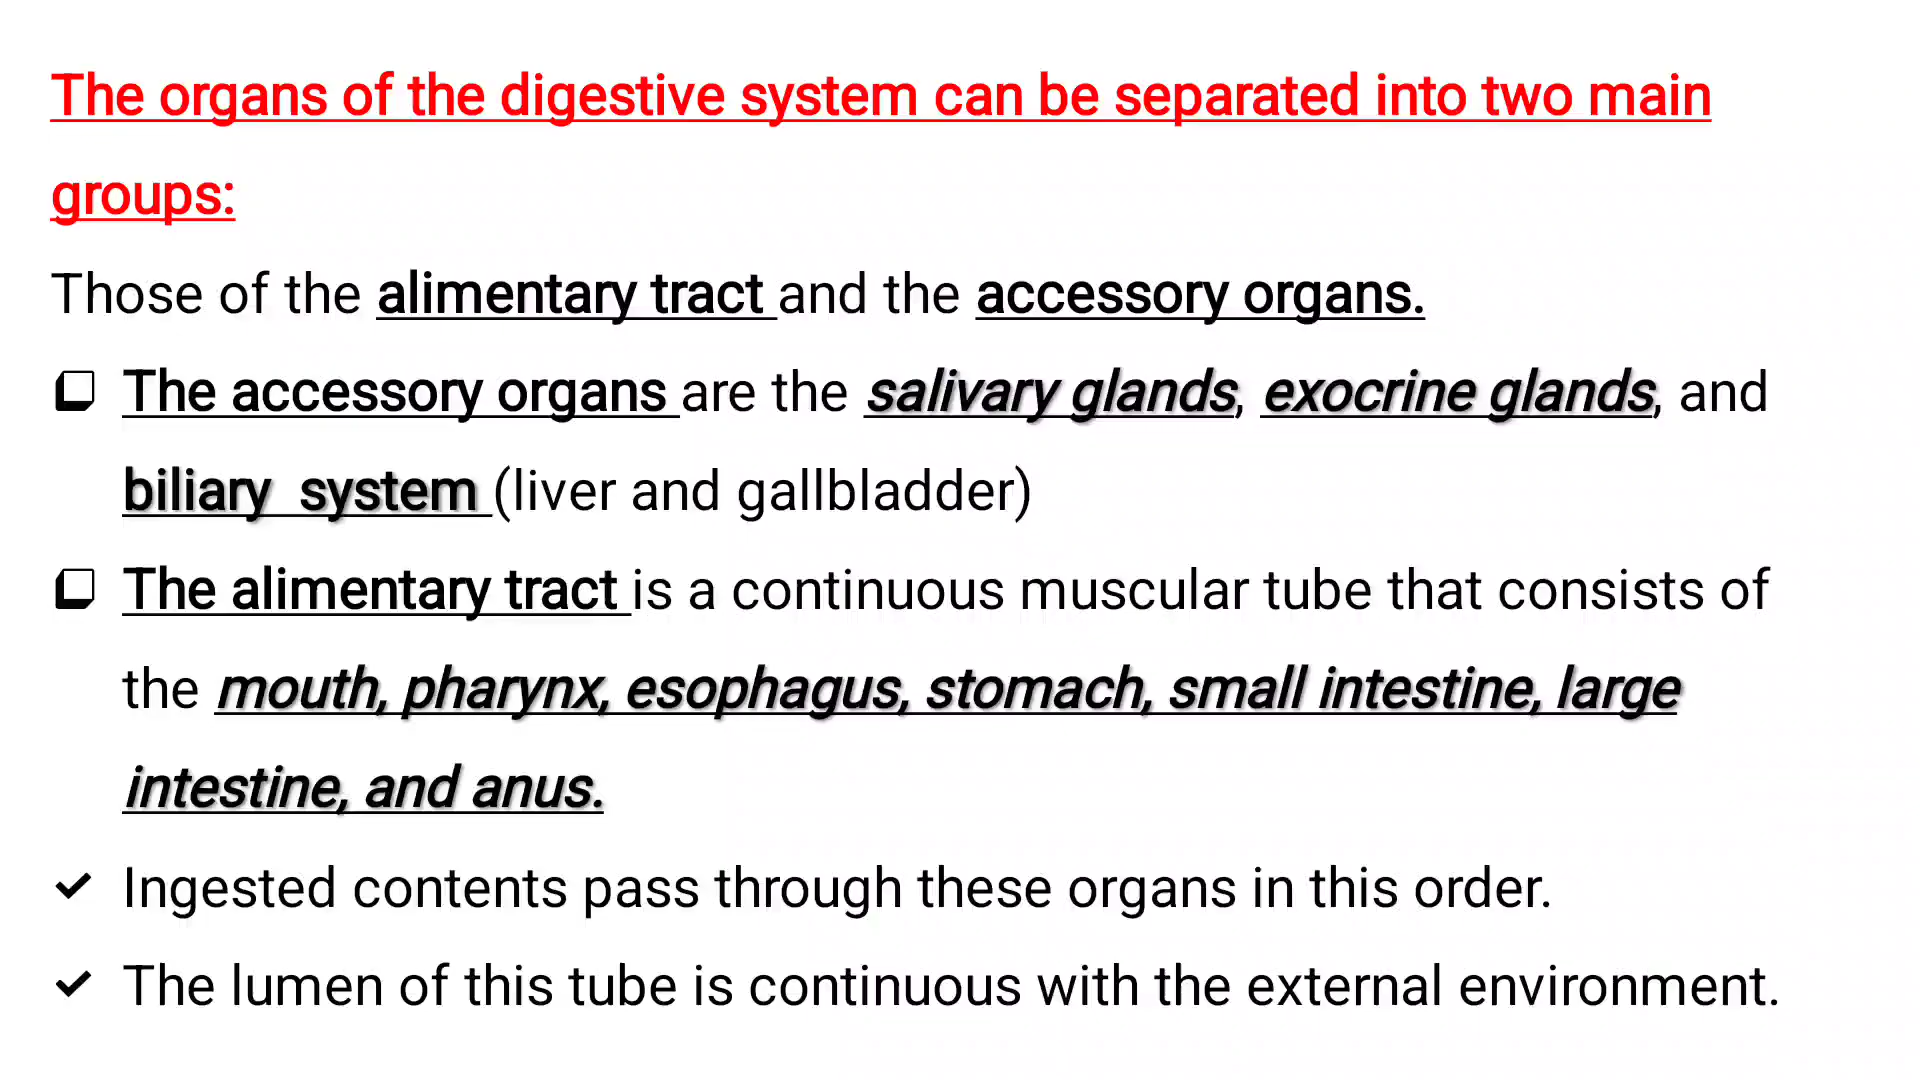 The organs of the digestive system can be separated into two main
groups:
Those of the alimentary tract and the accessory organs.
❑ The accessory organs are the salivary glands, exocrine glands, and
biliary  system (liver and gallbladder)
❑ The alimentary tract is a continuous muscular tube that consists of
the mouth, pharynx, esophagus, stomach, small intestine, large
intestine, and anus.
✓ Ingested contents pass through these organs in this order.
✓ The lumen of this tube is continuous with the external environment.